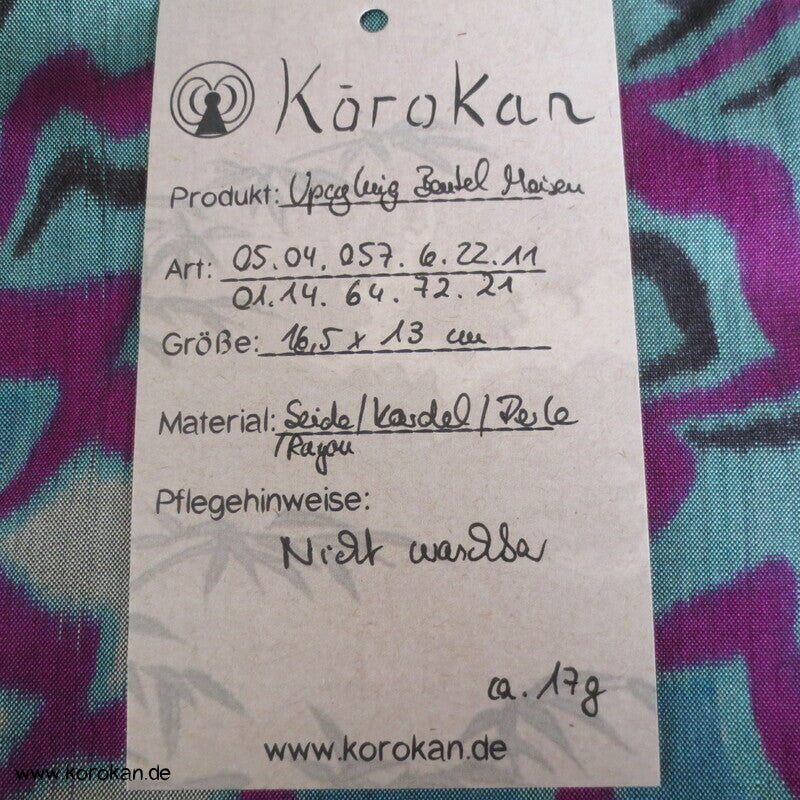 Kōrokan
Produkt: Upcycling Beutel Meisen
Art: 05.04.057.6.22.11
01.14.64.72.21
Größe: 16,5 x 13 cm
Material: Seide/Kordel/Perle
/Rayon
Pflegehinweise:
Nicht waschbar
ca. 17g
www.korokan.de
www.korokan.de